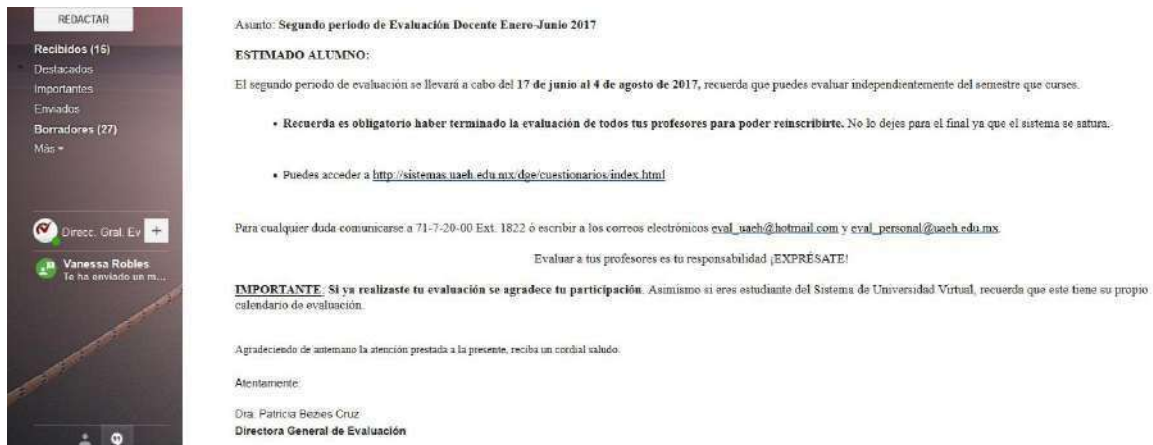 REDACTAR
Recibidos (15)
Destacados
Importantes
Enviados
Borradores (27)
Más
Direcc. Gral. Ev
Vanessa Robles
Te ha enviado un m...
Asunto: Segundo periodo de Evaluación Docente Enero-Junio 2017
ESTIMADO ALUMNO:
El segundo periodo de evaluación se llevará a cabo del 17 de junio al 4 de agosto de 2017, recuerda que puedes evaluar independientemente del semestre que curses.
• Recuerda es obligatorio haber terminado la evaluación de todos tus profesores para poder reinscribirte. No lo dejes para el final ya que el sistema se satura.
• Puedes acceder a http://sistemas.uaeh.edu.mx/dge/cuestionarios/index.html
Para cualquier duda comunicarse a 71-7-20-00 Ext. 1822 ó escribir a los correos electrónicos eval_uaeh@hotmail.com y eval_personal@uaeh.edu.mx.
Evaluar a tus profesores es tu responsabilidad ¡EXPRÉSATE!
IMPORTANTE: Si ya realizaste tu evaluación se agradece tu participación. Asimismo si eres estudiante del Sistema de Universidad Virtual, recuerda que este tiene su propio
calendario de evaluación.
Agradeciendo de antemano la atención prestada a la presente, reciba un cordial saludo.
Atentamente:
Dra. Patricia Bezies Cruz
Directora General de Evaluación